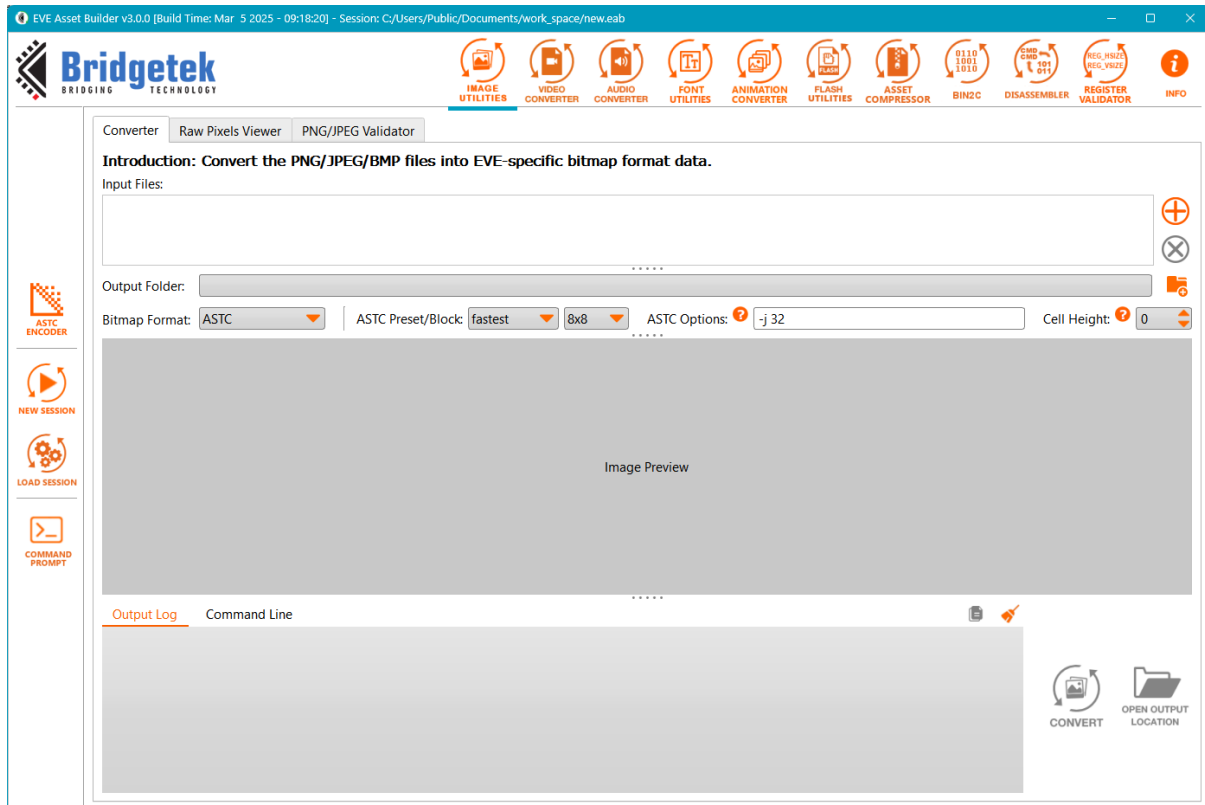 EVE Asset Builder v3.0.0 [Build Time: Mar 5 2025 - 09:18:20] - Session: C:/Users/Public/Documents/work_space/new.eab
Bridgetek
BRIDGING TECHNOLOGY
IMAGE UTILITIES
VIDEO CONVERTER
AUDIO CONVERTER
FONT UTILITIES
ANIMATION CONVERTER
FLASH
FLASH UTILITIES
ASSET COMPRESSOR
0110
1001
1010
BIN2C
CMD
CMD
101
011
DISASSEMBLER
REG_HSIZE
REG_VSIZE
REGISTER VALIDATOR
INFO
Converter Raw Pixels Viewer PNG/JPEG Validator
Introduction: Convert the PNG/JPEG/BMP files into EVE-specific bitmap format data.
Input Files:
Output Folder:
Bitmap Format: ASTC ASTC Preset/Block: fastest 8x8 ASTC Options: ? -j 32 Cell Height: ? 0
ASTC
ENCODER
NEW SESSION
LOAD SESSION
COMMAND
PROMPT
Image Preview
Output Log Command Line
CONVERT
OPEN OUTPUT
LOCATION